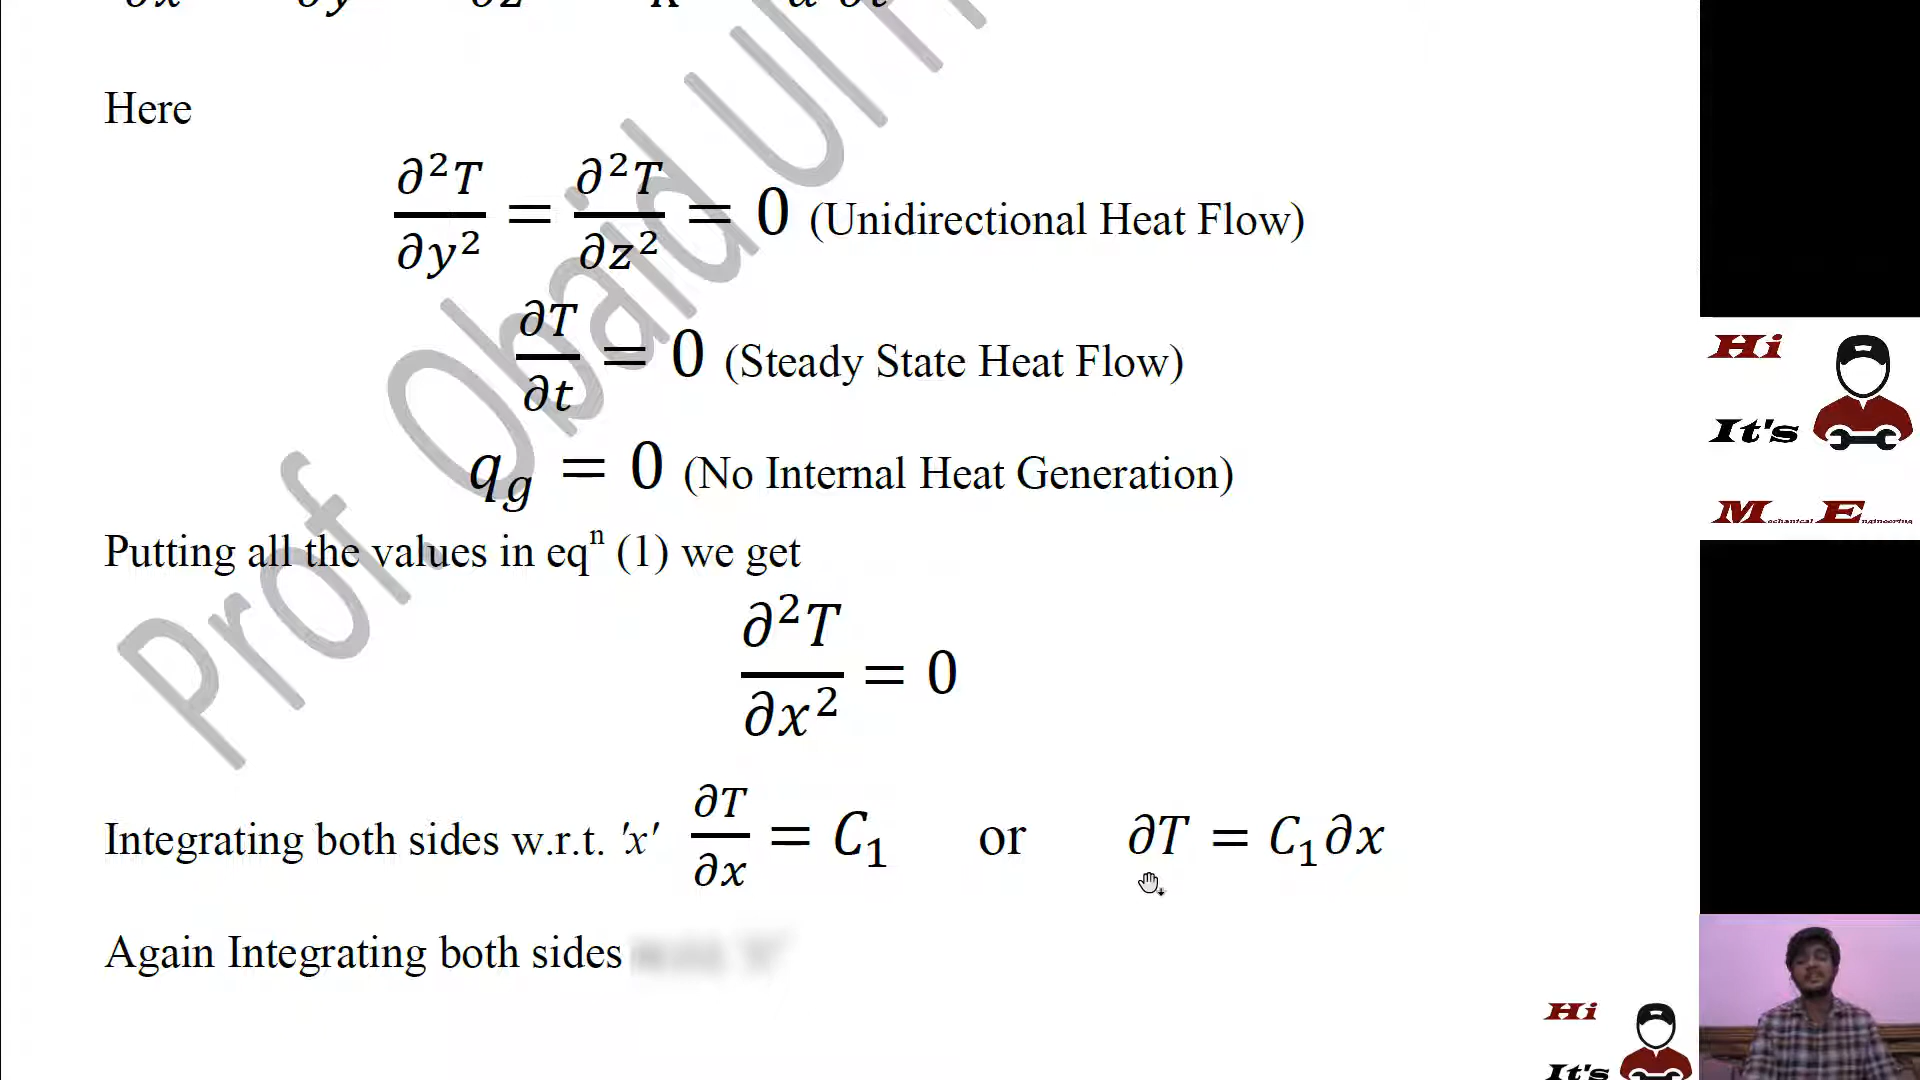 Here
∂²T/∂y² = ∂²T/∂z² = 0 (Unidirectional Heat Flow)
∂T/∂t = 0 (Steady State Heat Flow)
q_g = 0 (No Internal Heat Generation)
Putting all the values in eqⁿ (1) we get
∂²T/∂x² = 0
Integrating both sides w.r.t. 'x' ∂T/∂x = C₁ or ∂T = C₁∂x
Again Integrating both sides
Prof. Obaid Ul
Hi
It's
Mechanical Engineering
Hi
It's